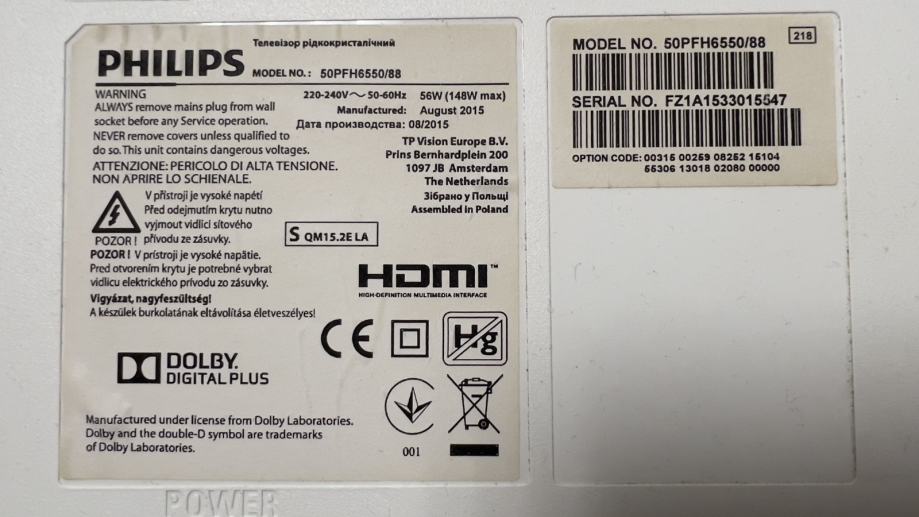 Телевізор рідкокристалічний
PHILIPS MODEL NO.: 50PFH6550/88
WARNING
ALWAYS remove mains plug from wall
socket before any Service operation.
NEVER remove covers unless qualified to
do so. This unit contains dangerous voltages.
ATTENZIONE: PERICOLO DI ALTA TENSIONE.
NON APRIRE LO SCHIENALE.
220-240V～ 50-60Hz 56W (148W max)
Manufactured: August 2015
Дата производства: 08/2015
TP Vision Europe B.V.
Prins Bernhardplein 200
1097 JB Amsterdam
The Netherlands
Зібрано у Польщі
Assembled in Poland
V přístroji je vysoké napětí
Před odejmutím krytu nutno
vyjmout vidlici síťového
POZOR! přívodu ze zásuvky.
POZOR! V prístroji je vysoké napätie.
Pred otvorením krytu je potrebné vybrat
vidlicu elektrického prívodu zo zásuvky.
Vigyázat, nagyfeszültség!
A készülek burkolatának eltávolítása életveszélyes!
S QM15.2E LA
HDMI™
HIGH-DEFINITION MULTIMEDIA INTERFACE
CE
Hg
DOLBY.
DIGITAL PLUS
Manufactured under license from Dolby Laboratories.
Dolby and the double-D symbol are trademarks
of Dolby Laboratories.
001
MODEL NO. 50PFH6550/88
218
SERIAL NO. FZ1A1533015547
OPTION CODE: 00315 00259 08252 15104
55306 13018 02080 00000
POWER